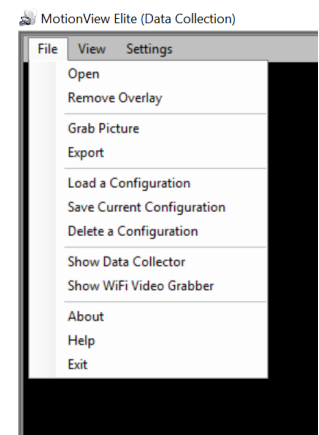 MotionView Elite (Data Collection)
File View Settings
Open
Remove Overlay
Grab Picture
Export
Load a Configuration
Save Current Configuration
Delete a Configuration
Show Data Collector
Show WiFi Video Grabber
About
Help
Exit